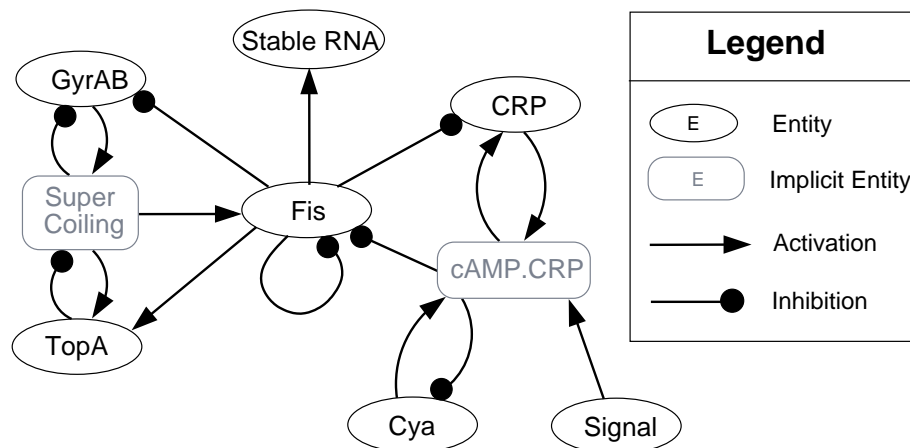 Stable RNA
GyrAB
CRP
Super
Coiling
Fis
cAMP.CRP
TopA
Cya
Signal
Legend
E
Entity
E
Implicit Entity
Activation
Inhibition